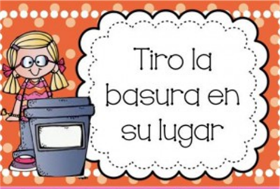 Tiro la
basura en
su lugar